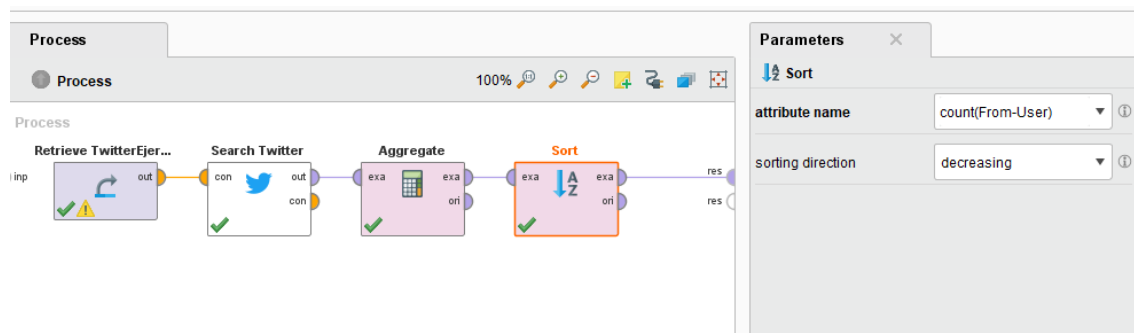 Process
Process
100%
Process
Retrieve TwitterEjer...
Search Twitter
Aggregate
Sort
inp
out
con
out
con
exa
exa
ori
exa
A
Z
exa
ori
res
res
Parameters
A
Z
Sort
attribute name
count(From-User)
sorting direction
decreasing